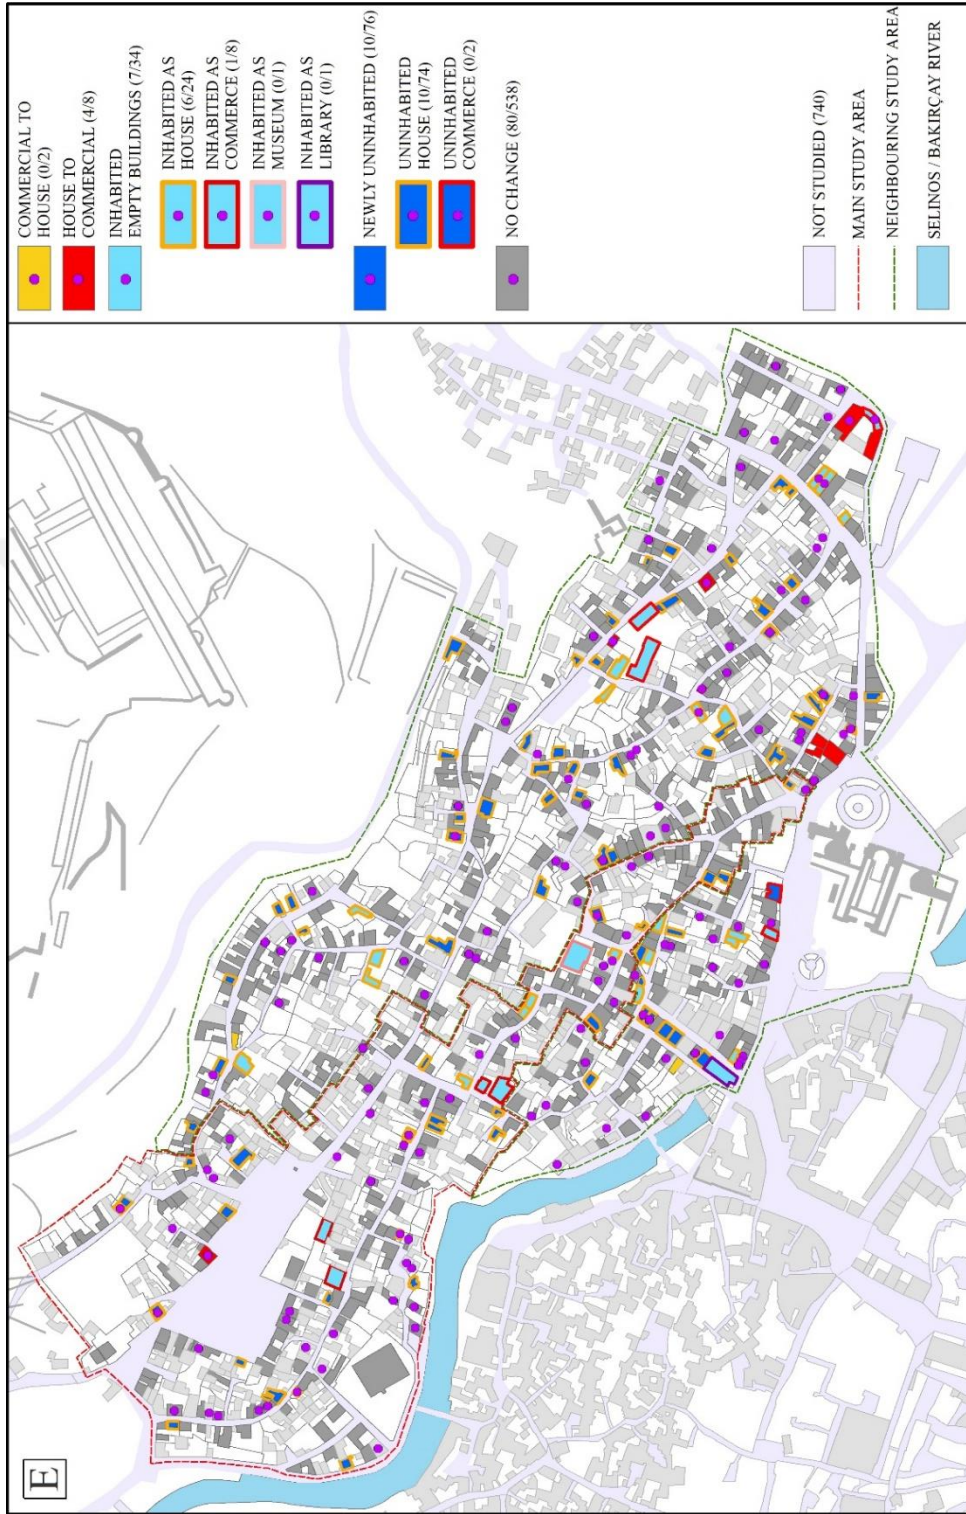 COMMERCIAL TO
HOUSE (0/2)
HOUSE TO
COMMERCIAL (4/8)
INHABITED
EMPTY BUILDINGS (7/34)
INHABITED AS
HOUSE (6/24)
INHABITED AS
COMMERCE (1/8)
INHABITED AS
MUSEUM (0/1)
INHABITED AS
LIBRARY (0/1)
NEWLY UNINHABITED (10/76)
UNINHABITED
HOUSE (10/74)
UNINHABITED
COMMERCE (0/2)
NO CHANGE (80/538)
NOT STUDIED (740)
MAIN STUDY AREA
NEIGHBOURING STUDY AREA
SELINOS / BAKIRÇAY RIVER
E